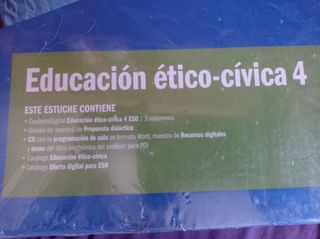 Educación ético-cívica 4
ESTE ESTUCHE CONTIENE
• ContenidoDigital Educación ético-cívica 4 ESO / 3 volúmenes
• Unidad de muestra de Propuesta didáctica
• CD con la programación de aula en formato Word, muestra de Recursos digitales
y demo del libro electrónico del profesor para PDI
• Catálogo Educación ético-cívica
• Catálogo Oferta digital para ESO